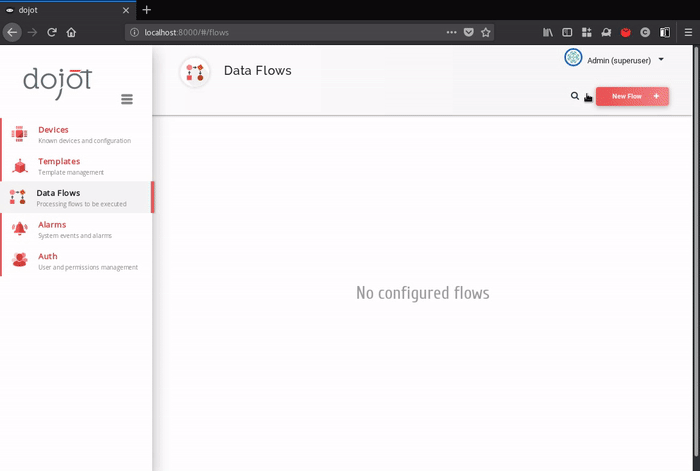 dojot
localhost:8000/#/flows
dojot
Data Flows
Admin (superuser)
New Flow +
Devices
Known devices and configuration
Templates
Template management
Data Flows
Processing flows to be executed
Alarms
System events and alarms
Auth
User and permissions management
No configured flows